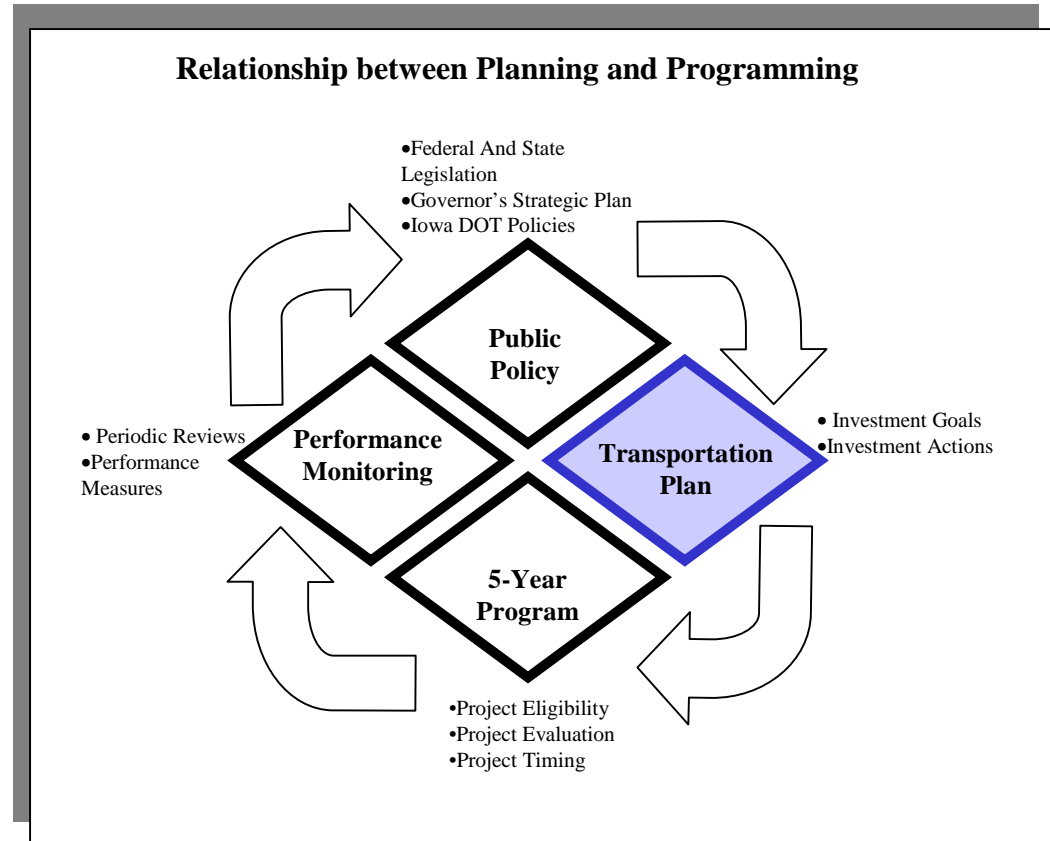 Relationship between Planning and Programming
•Federal And State
Legislation
•Governor’s Strategic Plan
•Iowa DOT Policies
Public
Policy
• Periodic Reviews
•Performance
Measures
Performance
Monitoring
Transportation
Plan
• Investment Goals
•Investment Actions
5-Year
Program
•Project Eligibility
•Project Evaluation
•Project Timing